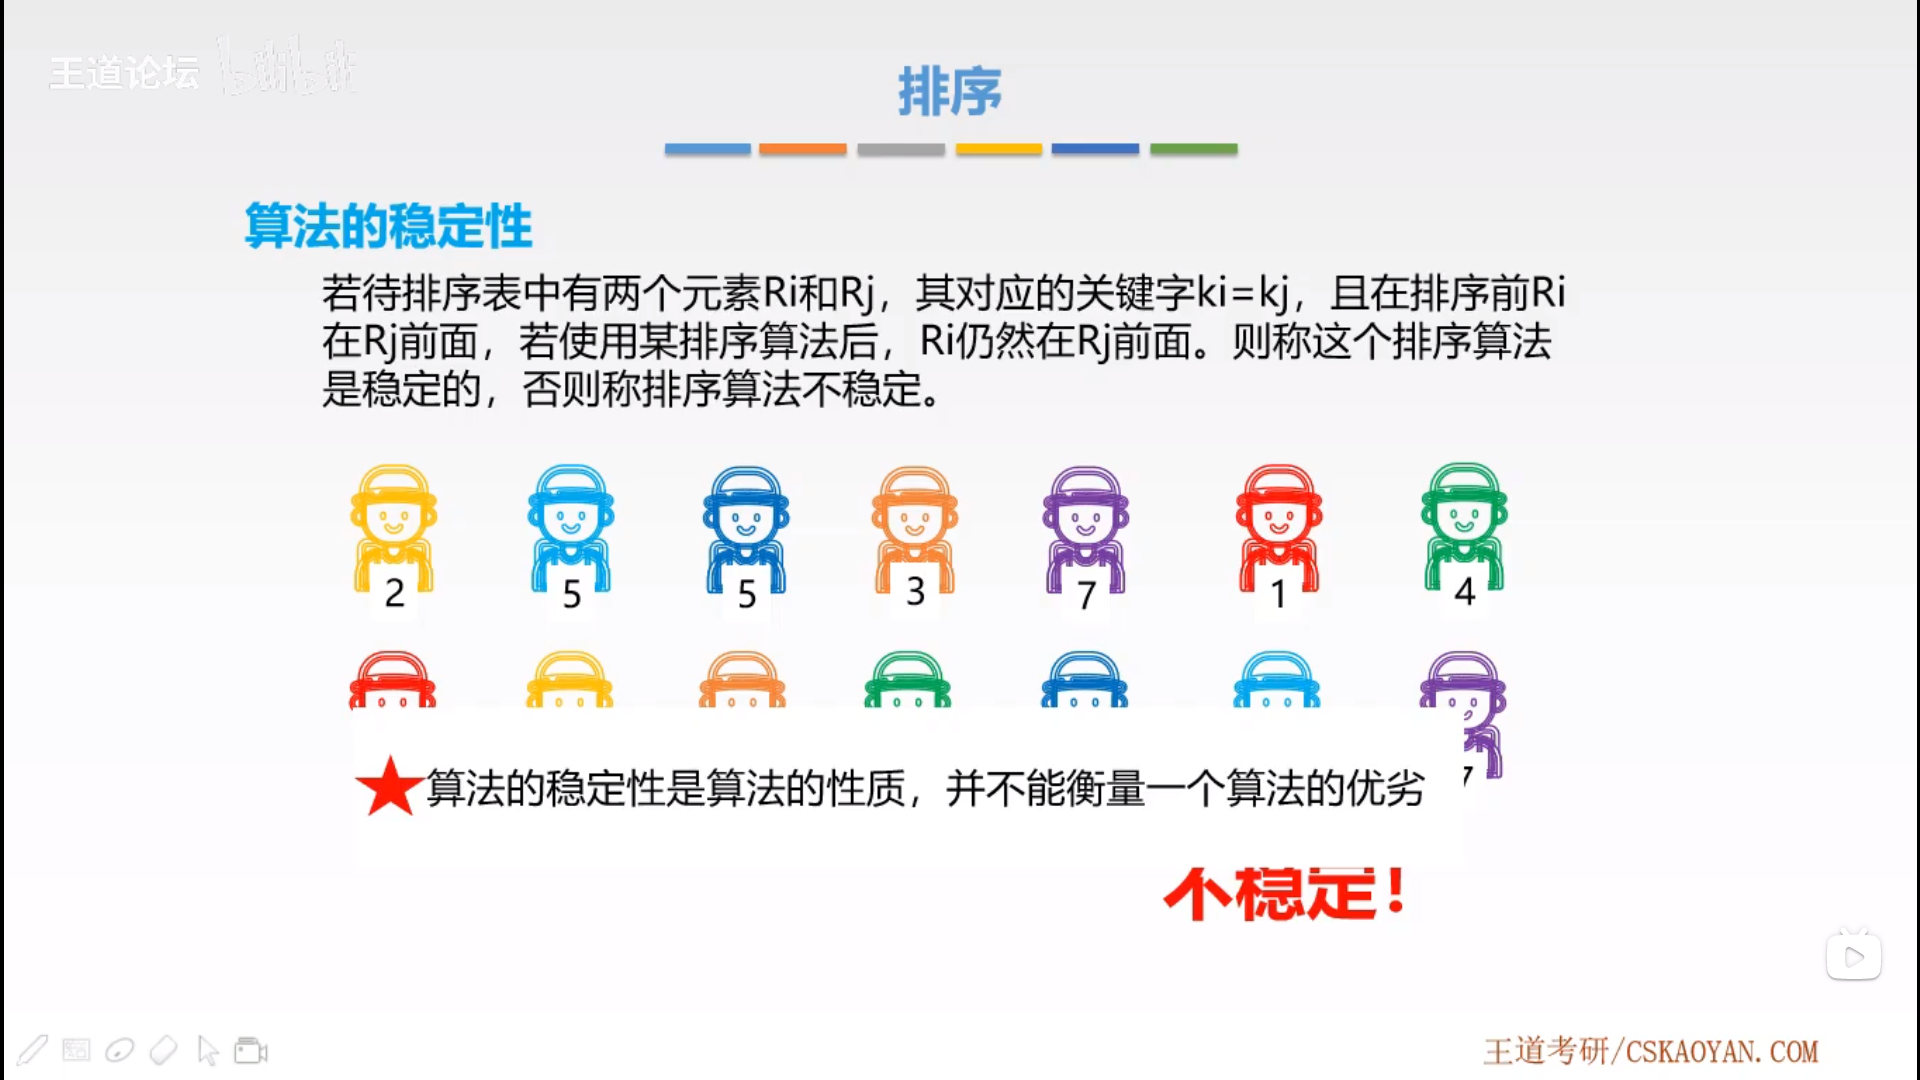 王道论坛 bilibili
排序
算法的稳定性
若待排序表中有两个元素Ri和Rj，其对应的关键字ki=kj，且在排序前Ri
在Rj前面，若使用某排序算法后，Ri仍然在Rj前面。则称这个排序算法
是稳定的，否则称排序算法不稳定。
2 5 5 3 7 1 4
7
★算法的稳定性是算法的性质，并不能衡量一个算法的优劣
不稳定！
王道考研/CSKAOYAN.COM